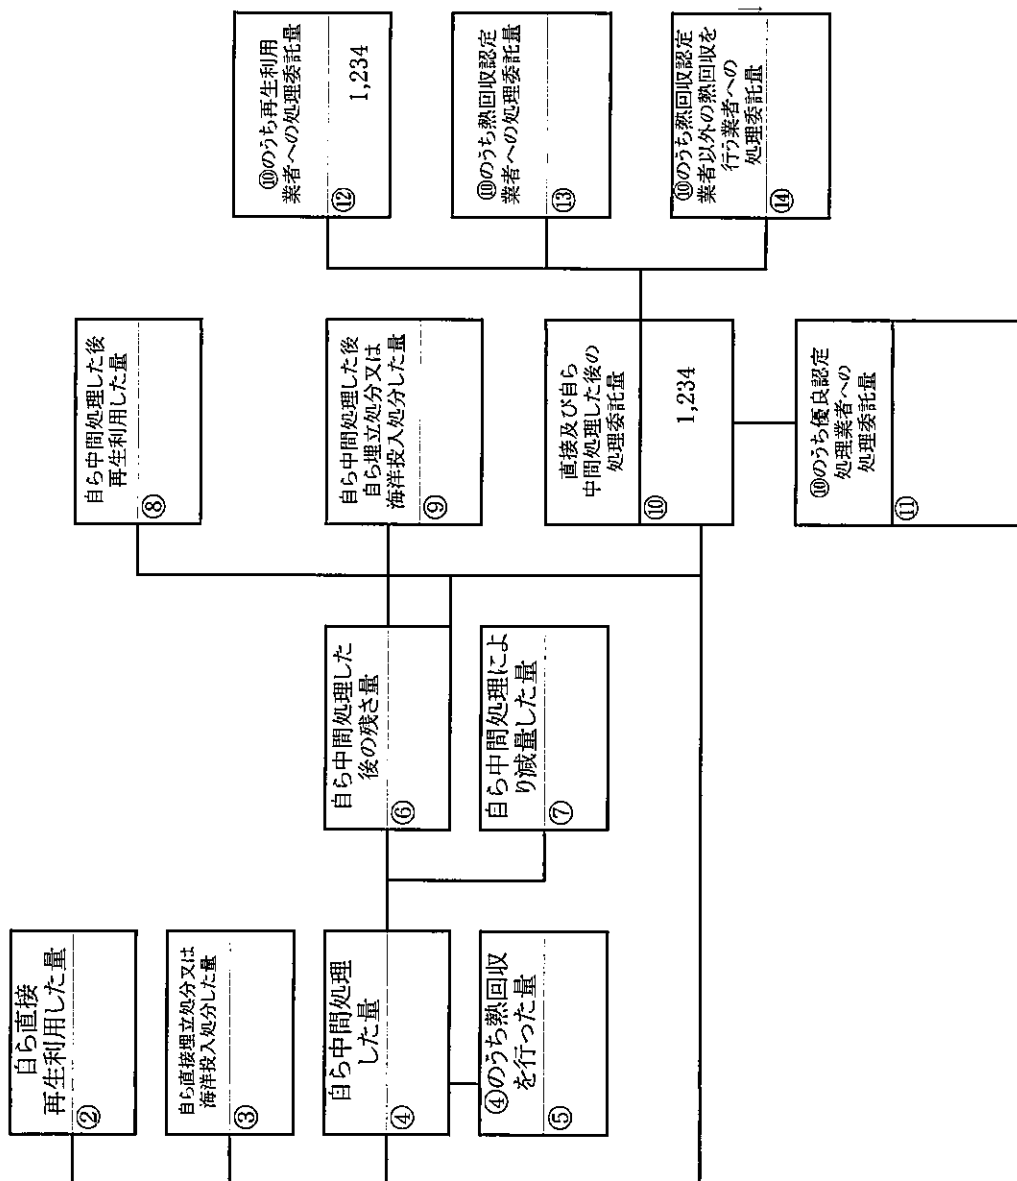 自ら直接
再生利用した量
②
自ら直接埋立処分又は
海洋投入処分した量
③
自ら中間処理
した量
④
④のうち熱回収
を行った量
⑤
自ら中間処理した
後の残さ量
⑥
自ら中間処理によ
り減量した量
⑦
自ら中間処理した後
再生利用した量
⑧
自ら中間処理した後
自ら埋立処分又は
海洋投入処分した量
⑨
直接及び自ら
中間処理した後の
処理委託量
⑩
1,234
⑩のうち優良認定
処理業者への
処理委託量
⑪
⑩のうち再生利用
業者への処理委託量
⑫
1,234
⑩のうち熱回収認定
業者への処理委託量
⑬
⑩のうち熱回収認定
業者以外の熱回収を
行う業者への
処理委託量
⑭